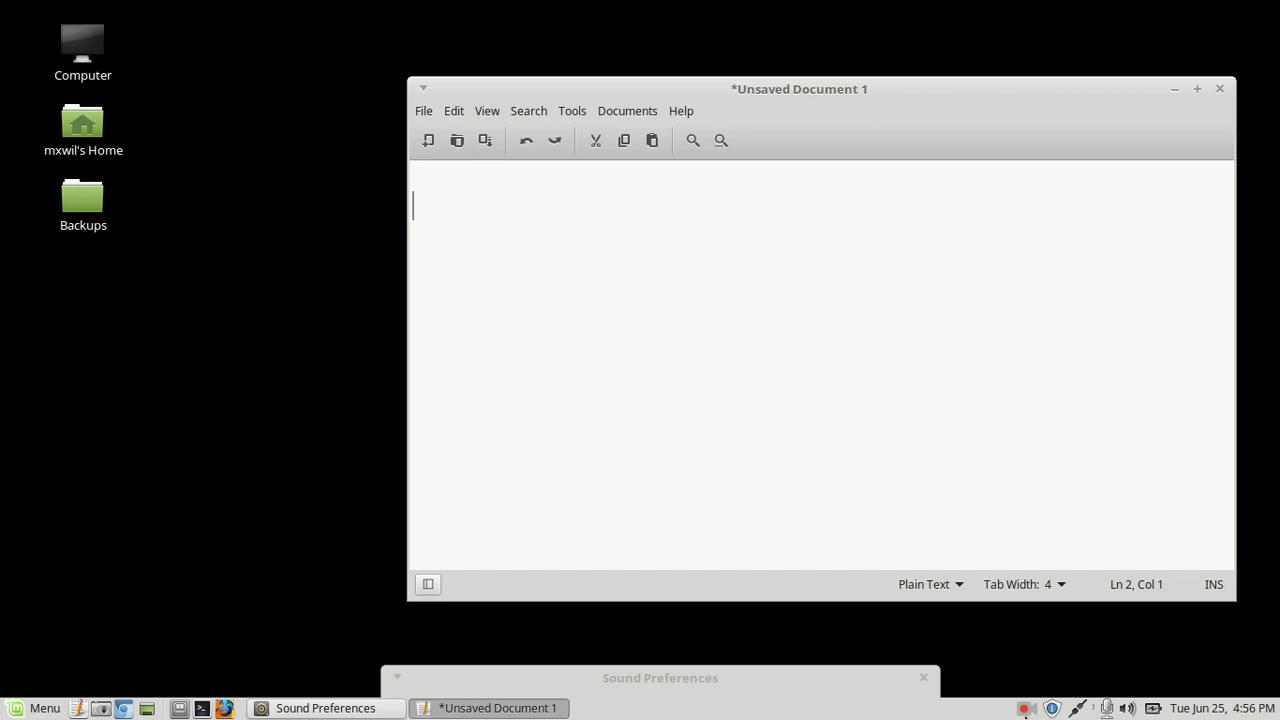 Computer
mxwil's Home
Backups
*Unsaved Document 1
File Edit View Search Tools Documents Help
Plain Text Tab Width: 4 Ln 2, Col 1 INS
Sound Preferences
Menu Sound Preferences *Unsaved Document 1 Tue Jun 25, 4:56 PM